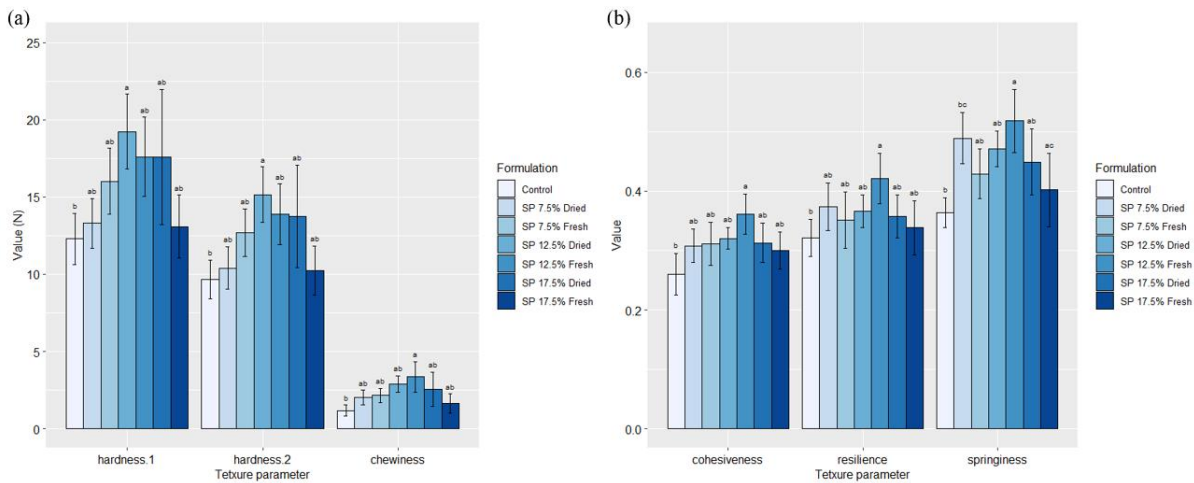 (a)
25
20
15
10
5
0
Value (N)
b
ab
ab
a
ab
ab
ab
b
ab
ab
a
ab
ab
ab
b
ab
ab
ab
a
ab
ab
hardness.1
hardness.2
chewiness
Tetxure parameter
Formulation
Control
SP 7.5% Dried
SP 7.5% Fresh
SP 12.5% Dried
SP 12.5% Fresh
SP 17.5% Dried
SP 17.5% Fresh
(b)
0.6
0.4
0.2
0.0
Value
b
ab
ab
ab
a
ab
ab
b
ab
ab
ab
a
ab
ab
b
bc
ab
ab
a
ab
ac
cohesiveness
resilience
springiness
Tetxure parameter
Formulation
Control
SP 7.5% Dried
SP 7.5% Fresh
SP 12.5% Dried
SP 12.5% Fresh
SP 17.5% Dried
SP 17.5% Fresh